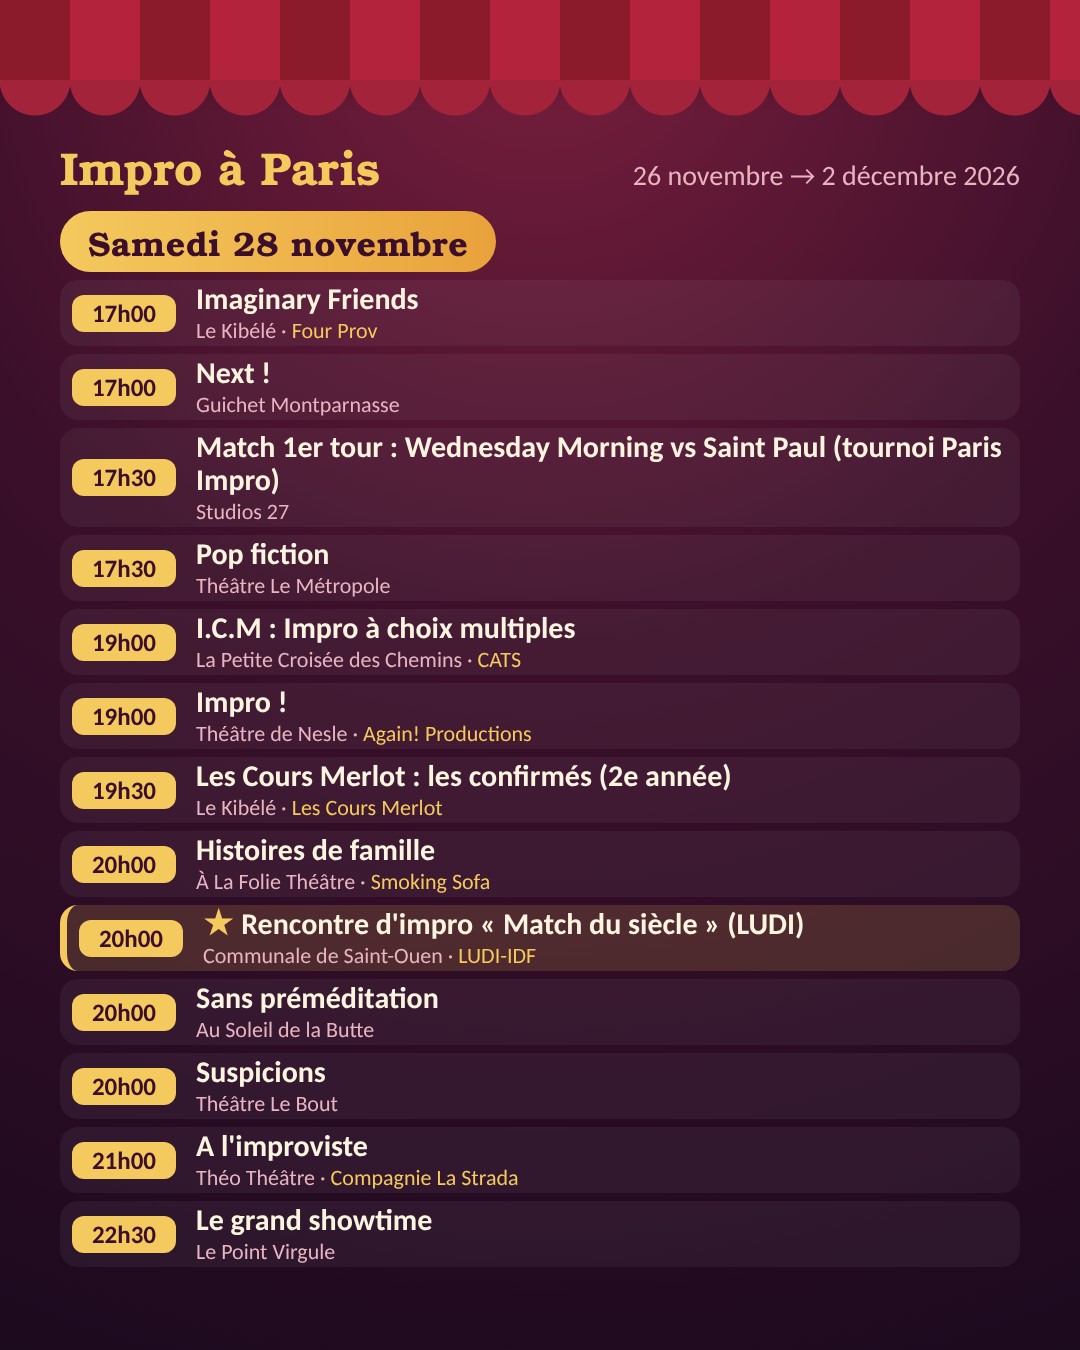 Impro à Paris
26 novembre → 2 décembre 2026
Samedi 28 novembre
17h00
Imaginary Friends
Le Kibélé · Four Prov
17h00
Next !
Guichet Montparnasse
17h30
Match 1er tour : Wednesday Morning vs Saint Paul (tournoi Paris
Impro)
Studios 27
17h30
Pop fiction
Théâtre Le Métropole
19h00
I.C.M : Impro à choix multiples
La Petite Croisée des Chemins · CATS
19h00
Impro !
Théâtre de Nesle · Again! Productions
19h30
Les Cours Merlot : les confirmés (2e année)
Le Kibélé · Les Cours Merlot
20h00
Histoires de famille
À La Folie Théâtre · Smoking Sofa
20h00
★ Rencontre d'impro « Match du siècle » (LUDI)
Communale de Saint-Ouen · LUDI-IDF
20h00
Sans préméditation
Au Soleil de la Butte
20h00
Suspicions
Théâtre Le Bout
21h00
A l'improviste
Théo Théâtre · Compagnie La Strada
22h30
Le grand showtime
Le Point Virgule